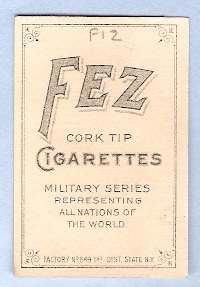 F12
FEZ
CORK TIP
CIGARETTES
MILITARY SERIES
REPRESENTING
ALL NATIONS OF
THE WORLD.
FACTORY Nº 649 1ST DIST. STATE N.Y.